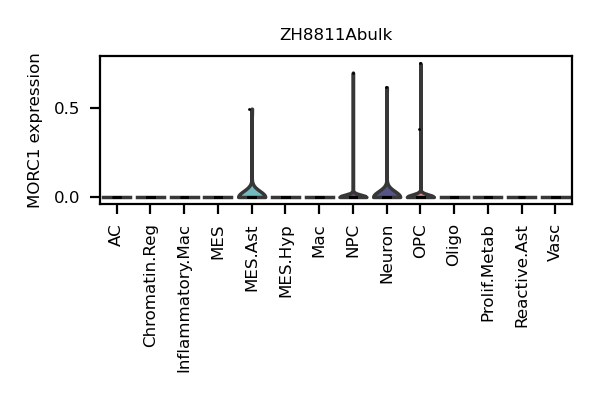 ZH8811Abulk
MORC1 expression
0.5
0.0
AC
Chromatin.Reg
Inflammatory.Mac
MES
MES.Ast
MES.Hyp
Mac
NPC
Neuron
OPC
Oligo
Prolif.Metab
Reactive.Ast
Vasc